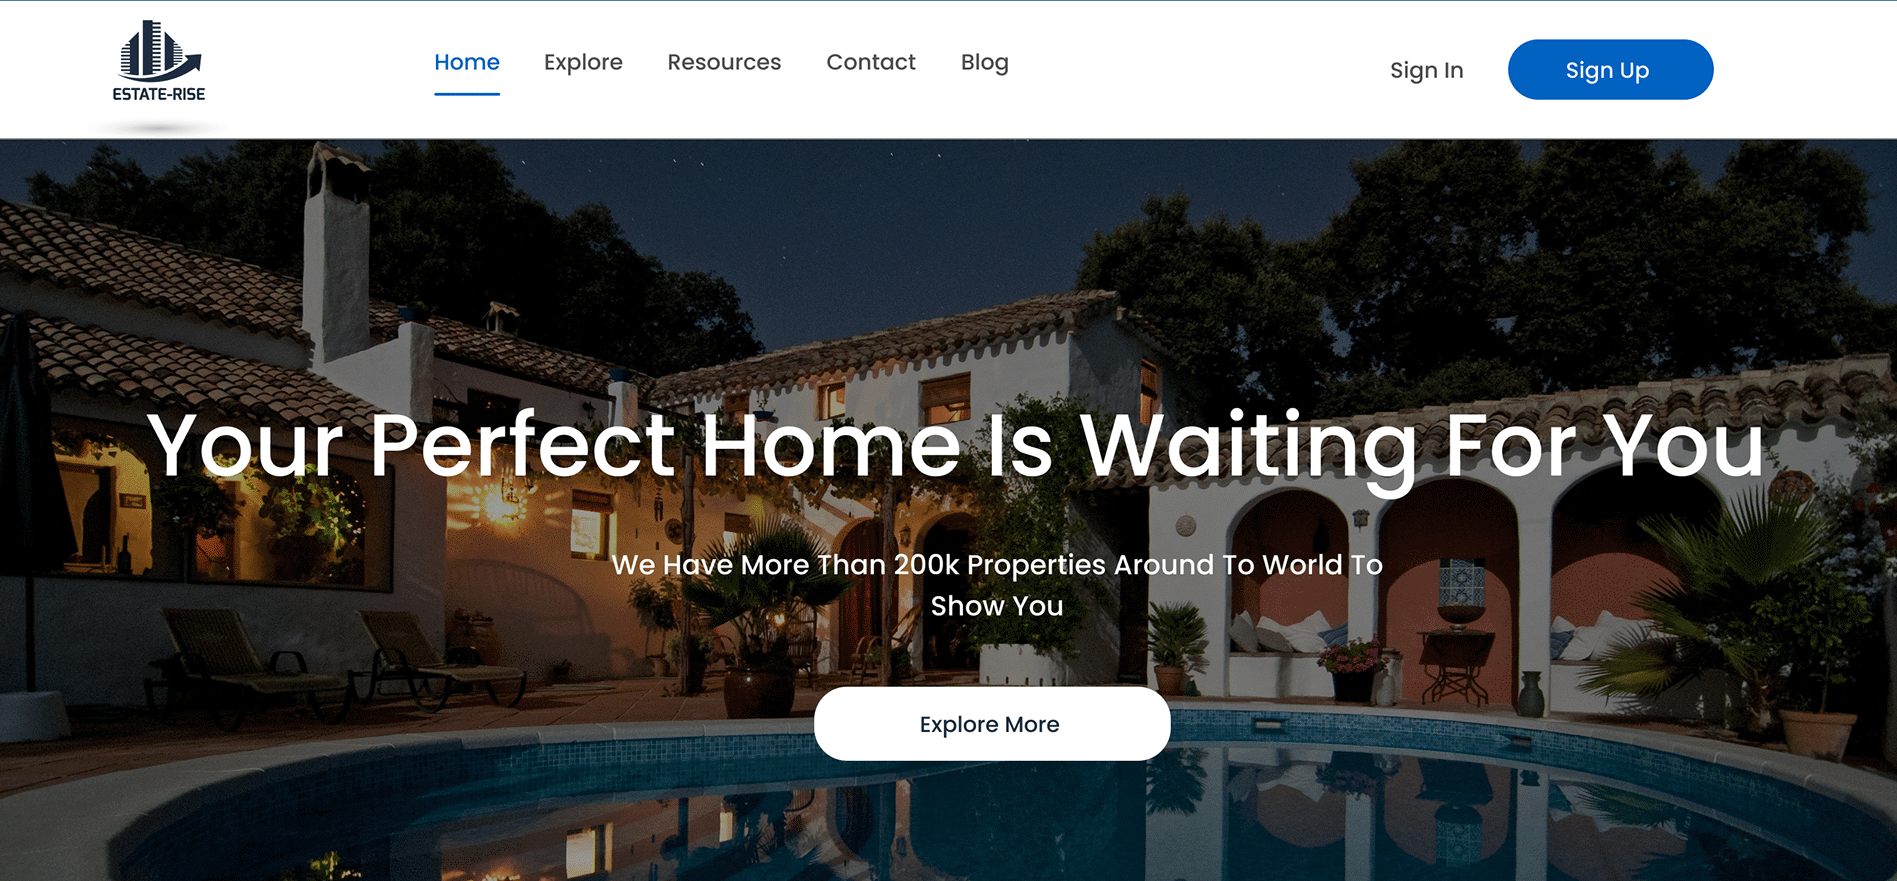 ESTATE-RISE
Home Explore Resources Contact Blog
Sign In Sign Up
Your Perfect Home Is Waiting For You
We Have More Than 200k Properties Around To World To
Show You
Explore More